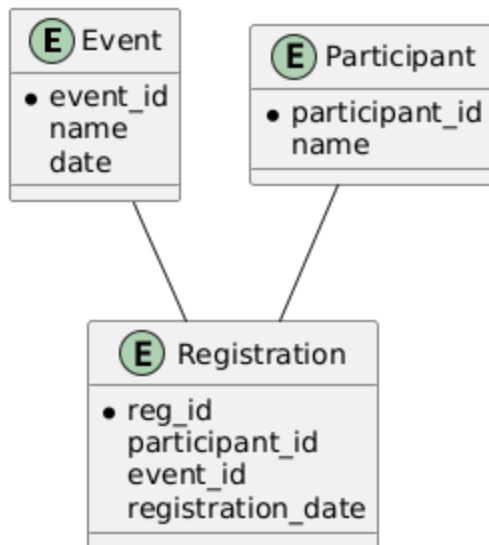 E Event
event_id
name
date
E Participant
participant_id
name
E Registration
reg_id
participant_id
event_id
registration_date